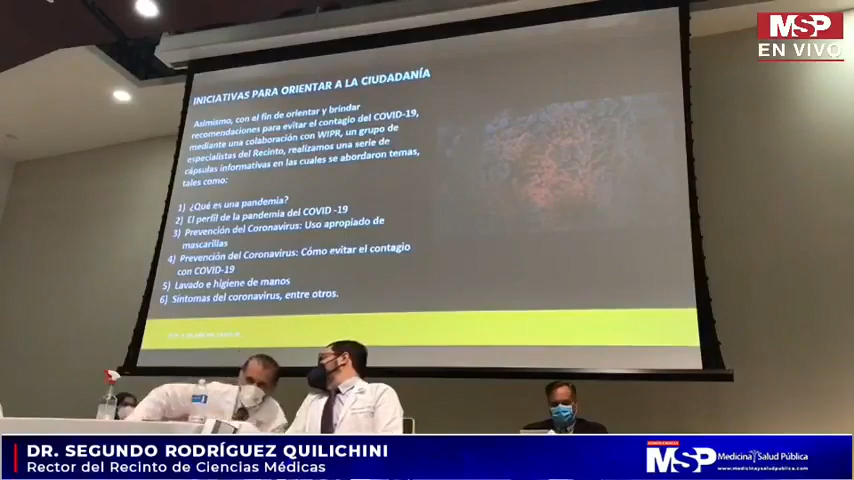 MSP
EN VIVO
INICIATIVAS PARA ORIENTAR A LA CIUDADANÍA
Asimismo, con el fin de orientar y brindar
recomendaciones para evitar el contagio del COVID-19,
mediante una colaboración con WIPR, un grupo de
especialistas del Recinto, realizamos una serie de
cápsulas informativas en las cuales se abordaron temas,
tales como:
1) ¿Qué es una pandemia?
2) El perfil de la pandemia del COVID -19
3) Prevención del Coronavirus: Uso apropiado de
mascarillas
4) Prevención del Coronavirus: Cómo evitar el contagio
con COVID-19
5) Lavado e higiene de manos
6) Síntomas del coronavirus, entre otros.
DR. SEGUNDO RODRÍGUEZ QUILICHINI
Rector del Recinto de Ciencias Médicas
MSP Medicina y Salud Pública
www.medicinaysaludpublica.com